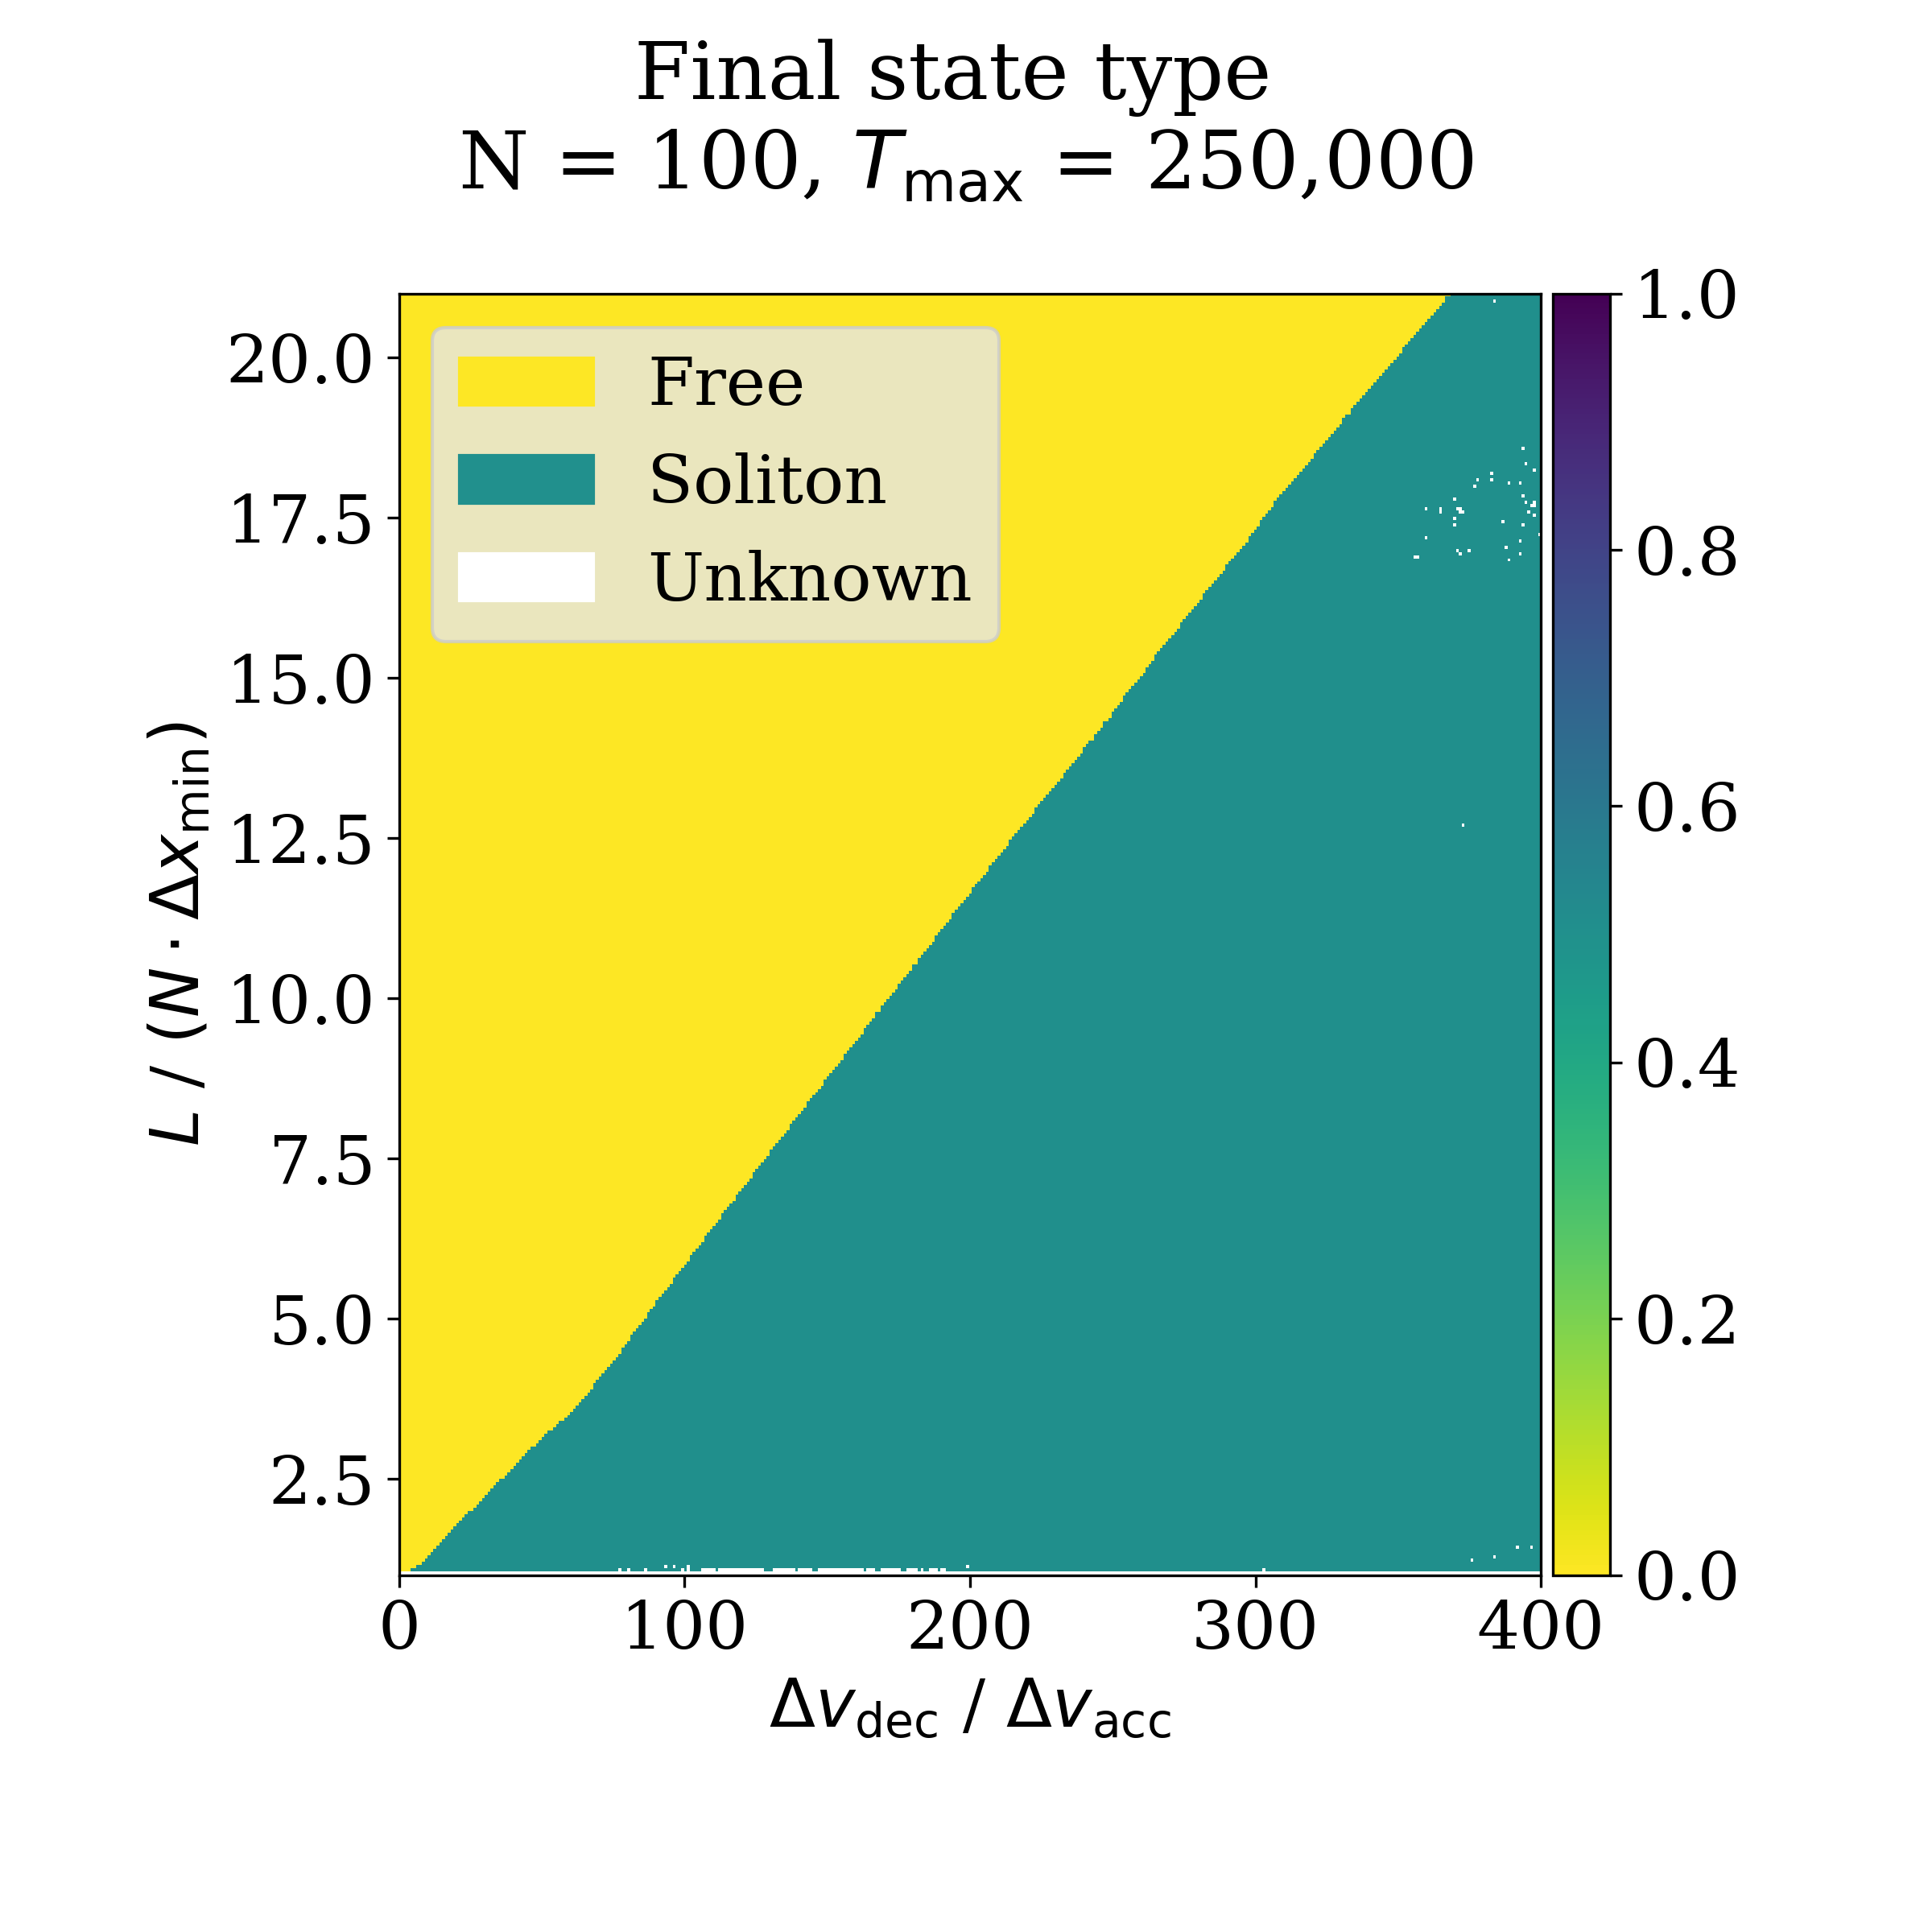 Final state type
N = 100, T_max = 250,000
20.0
17.5
15.0
12.5
10.0
7.5
5.0
2.5
L / (N · Δx_min)
Free
Soliton
Unknown
1.0
0.8
0.6
0.4
0.2
0.0
0 100 200 300 400
Δv_dec / Δv_acc